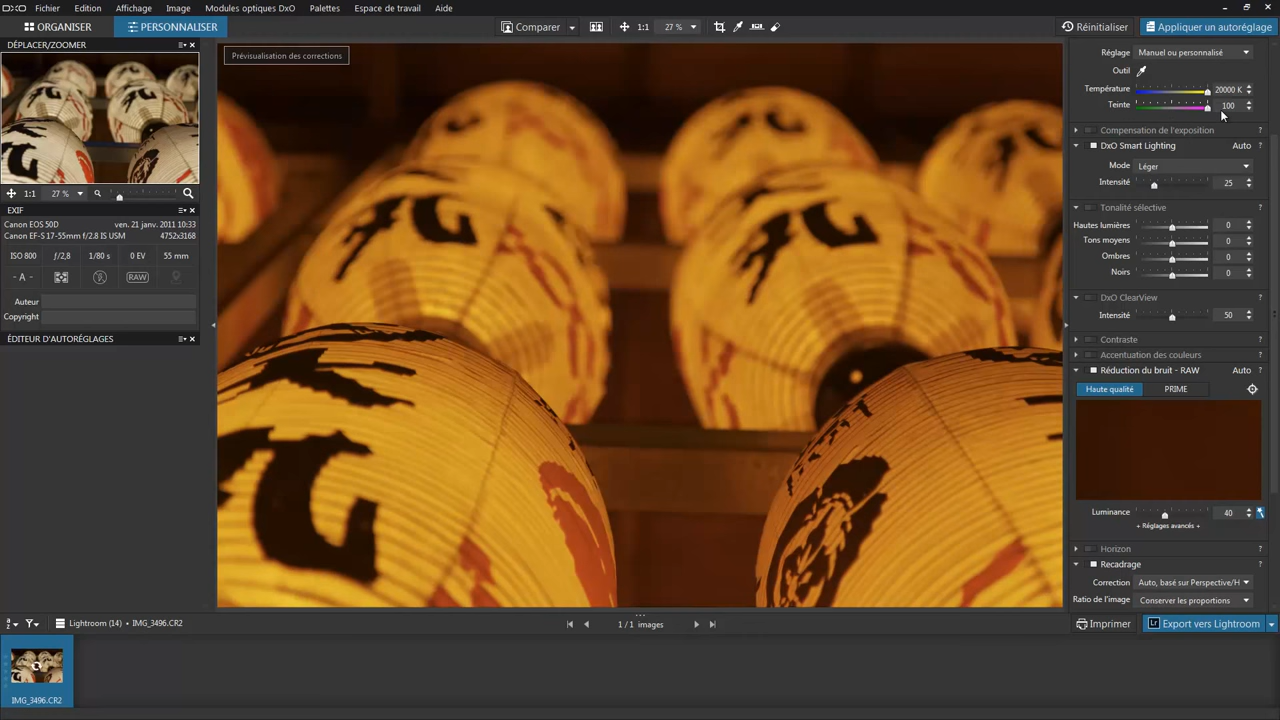 DxO Fichier Edition Affichage Image Modules optiques DxO Palettes Espace de travail Aide
ORGANISER PERSONNALISER Comparer 1:1 27 % Réinitialiser Appliquer un autoréglage
DÉPLACER/ZOOMER
1:1 27 %
EXIF
Canon EOS 50D ven. 21 janv. 2011 10:33
Canon EF-S 17-55mm f/2.8 IS USM 4752x3168
ISO 800 ƒ/2,8 1/80 s 0 EV 55 mm
- A - RAW
Auteur
Copyright
ÉDITEUR D'AUTORÉGLAGES
Prévisualisation des corrections
Réglage Manuel ou personnalisé
Outil
Température 20000 K
Teinte 100
Compensation de l'exposition ?
DxO Smart Lighting Auto ?
Mode Léger
Intensité 25
Tonalité sélective ?
Hautes lumières 0
Tons moyens 0
Ombres 0
Noirs 0
DxO ClearView ?
Intensité 50
Contraste ?
Accentuation des couleurs ?
Réduction du bruit - RAW Auto ?
Haute qualité PRIME
Luminance 40
+ Réglages avancés +
Horizon ?
Recadrage ?
Correction Auto, basé sur Perspective/H
Ratio de l'image Conserver les proportions
Lightroom (14) • IMG_3496.CR2 1 / 1 images Imprimer Lr Export vers Lightroom
IMG_3496.CR2